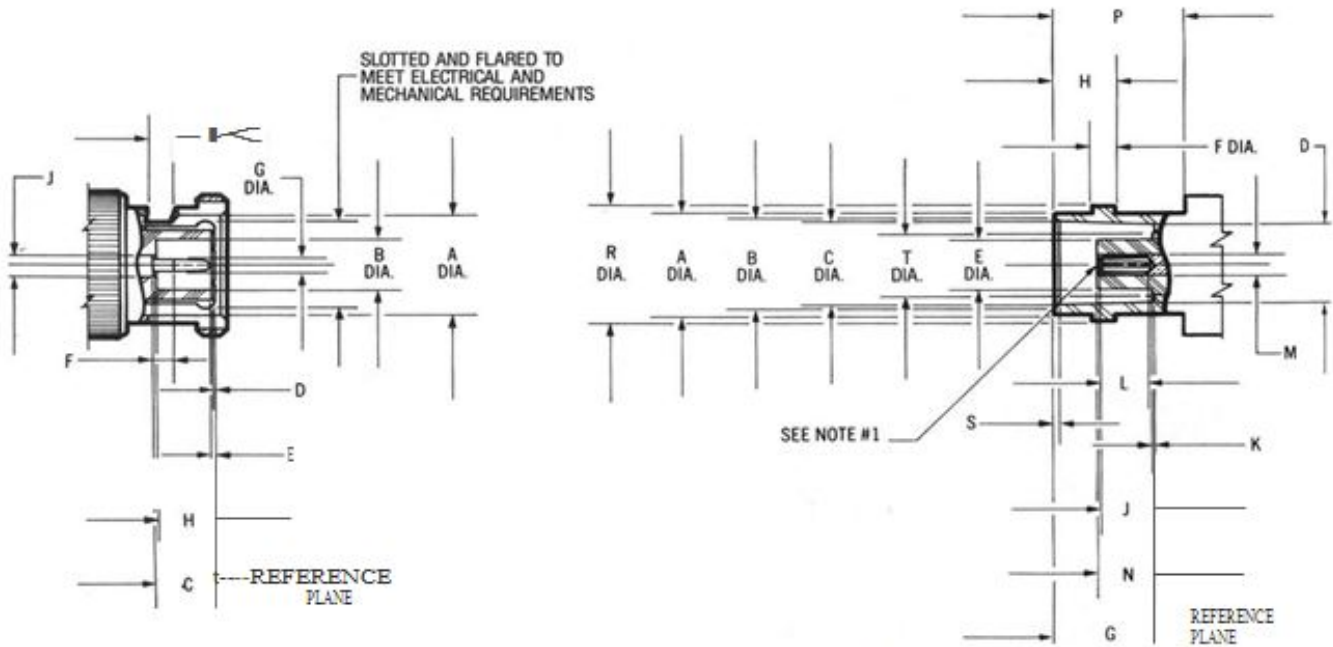 SLOTTED AND FLARED TO
MEET ELECTRICAL AND
MECHANICAL REQUIREMENTS
J
G
DIA.
B
DIA.
A
DIA.
F
D
E
H
C
REFERENCE
PLANE
P
H
F DIA.
D
R
DIA.
A
DIA.
B
DIA.
C
DIA.
T
DIA.
E
DIA.
M
L
SEE NOTE #1
S
K
J
N
G
REFERENCE
PLANE